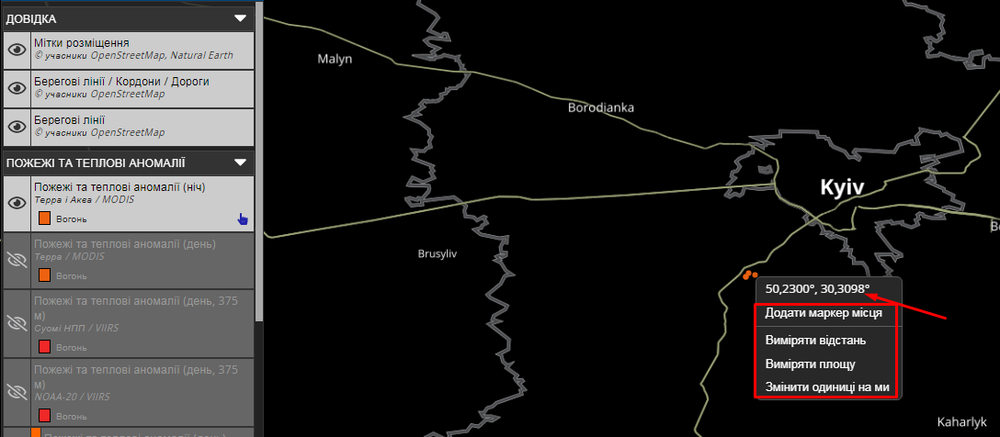 ДОВІДКА
Мітки розміщення
© учасники OpenStreetMap, Natural Earth
Берегові лінії / Кордони / Дороги
© учасники OpenStreetMap
Берегові лінії
© учасники OpenStreetMap
ПОЖЕЖІ ТА ТЕПЛОВІ АНОМАЛІЇ
Пожежі та теплові аномалії (ніч)
Терра і Аква / MODIS
Вогонь
Пожежі та теплові аномалії (день)
Терра / MODIS
Вогонь
Пожежі та теплові аномалії (день, 375
м)
Суомі НПП / VIIRS
Вогонь
Пожежі та теплові аномалії (день, 375
м)
NOAA-20 / VIIRS
Вогонь
Malyn
Borodianka
Kyiv
Brusyliv
50,2300°, 30,3098°
Додати маркер місця
Виміряти відстань
Виміряти площу
Змінити одиниці на ми
Kaharlyk